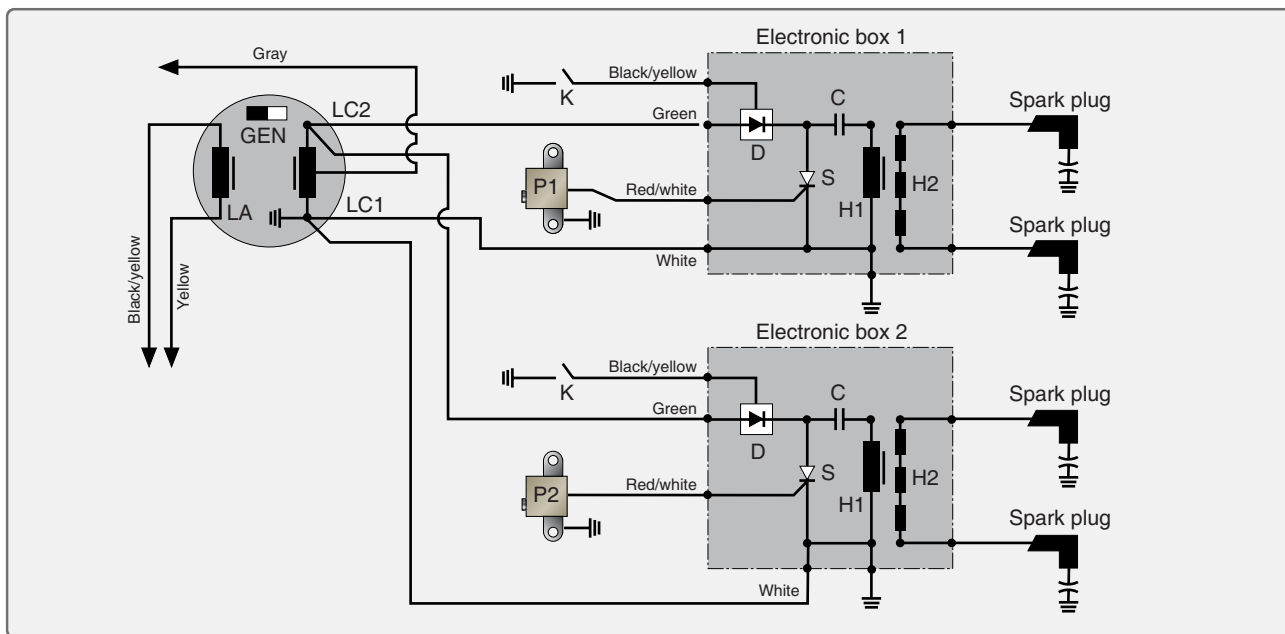 Electronic box 1
Gray
Black/yellow
K
C
Spark plug
LC2
Green
GEN
D
P1
S
Red/white
H2
LA
LC1
H1
Spark plug
White
Black/yellow
Yellow
Electronic box 2
Black/yellow
K
C
Spark plug
Green
D
P2
S
Red/white
H2
H1
Spark plug
White